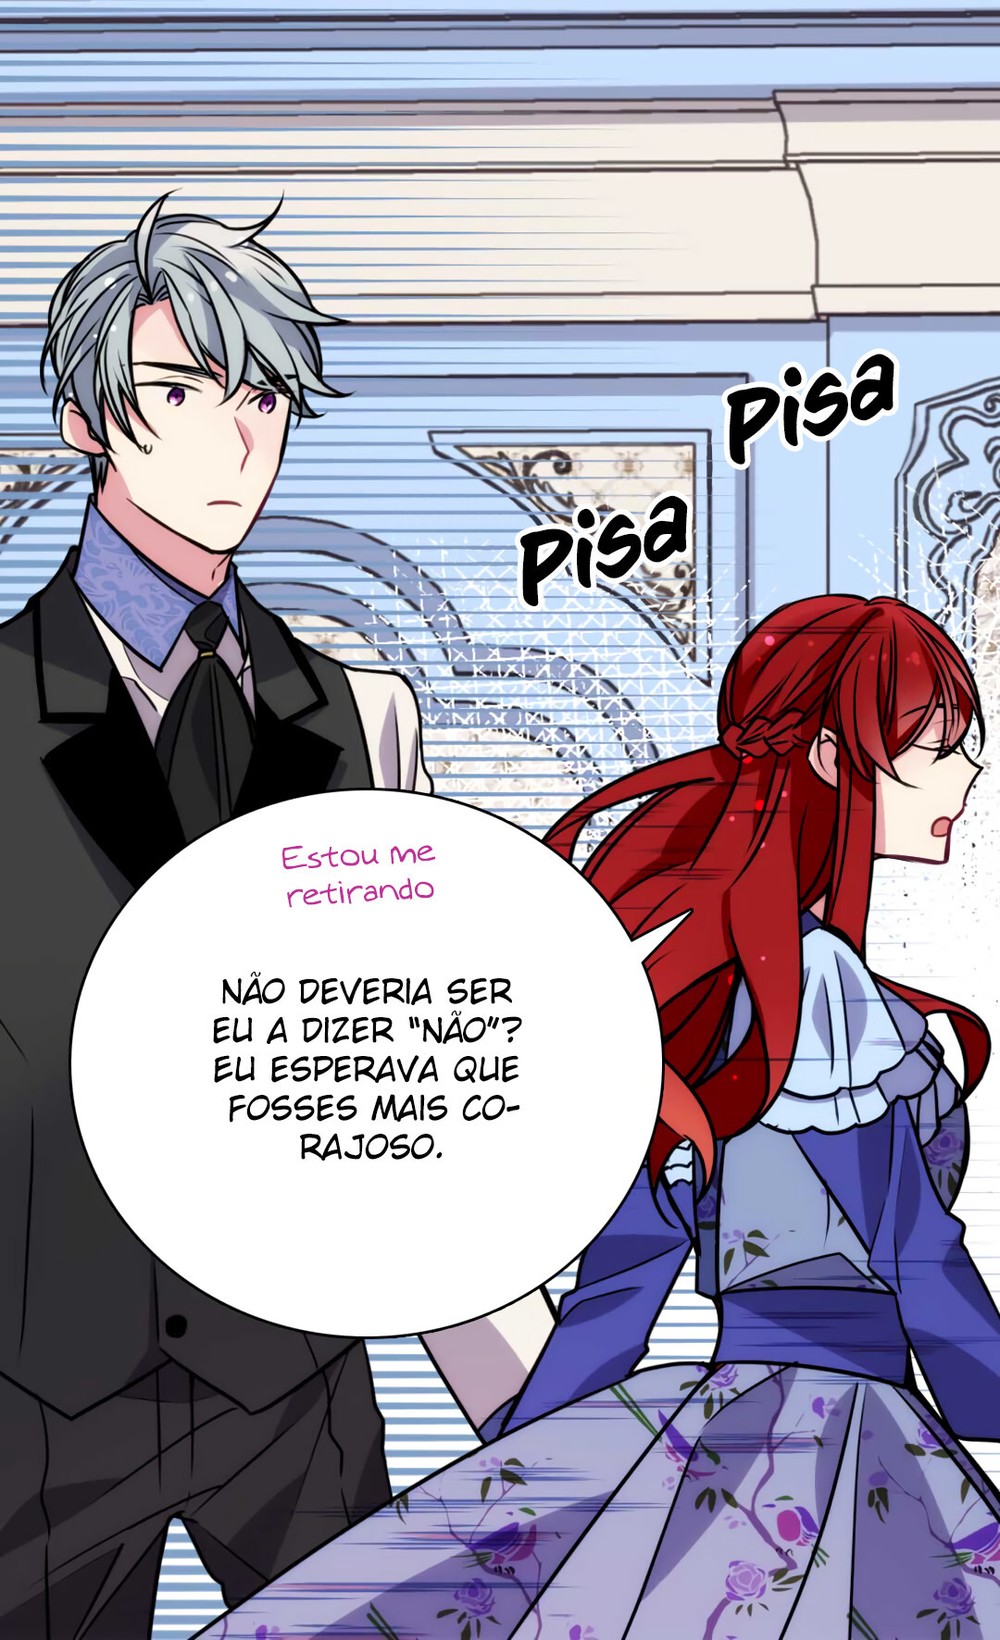 Pisa
Pisa
Estou me
retirando
NÃO DEVERIA SER
EU A DIZER "NÃO"?
EU ESPERAVA QUE
FOSSES MAIS CO-
RAJOSO.